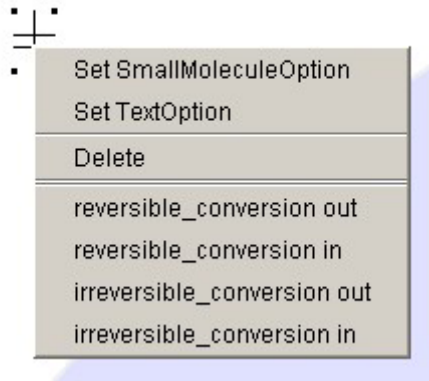 Set SmallMoleculeOption
Set TextOption
Delete
reversible_conversion out
reversible_conversion in
irreversible_conversion out
irreversible_conversion in